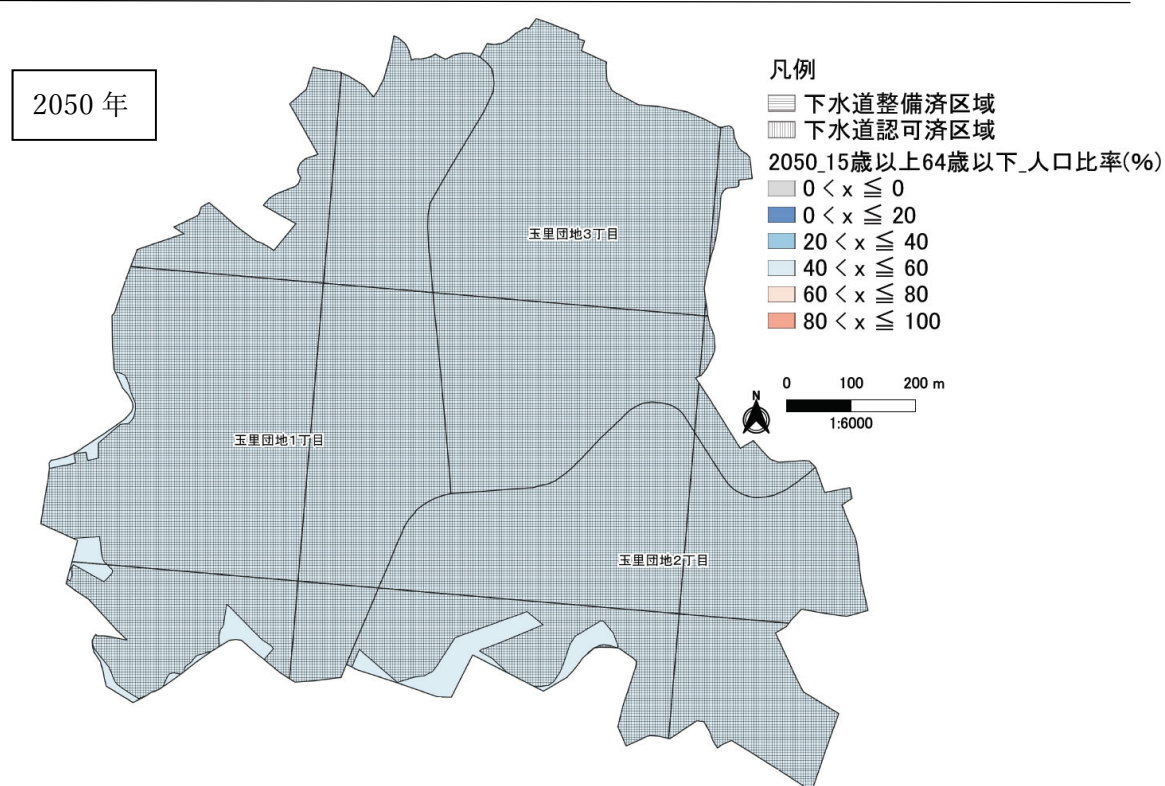 2050 年
凡例
下水道整備済区域
下水道認可済区域
2050_15歳以上64歳以下_人口比率(%)
0 < x ≦ 0
0 < x ≦ 20
20 < x ≦ 40
40 < x ≦ 60
60 < x ≦ 80
80 < x ≦ 100
玉里団地3丁目
N
0 100 200 m
1:6000
玉里団地1丁目
玉里団地2丁目